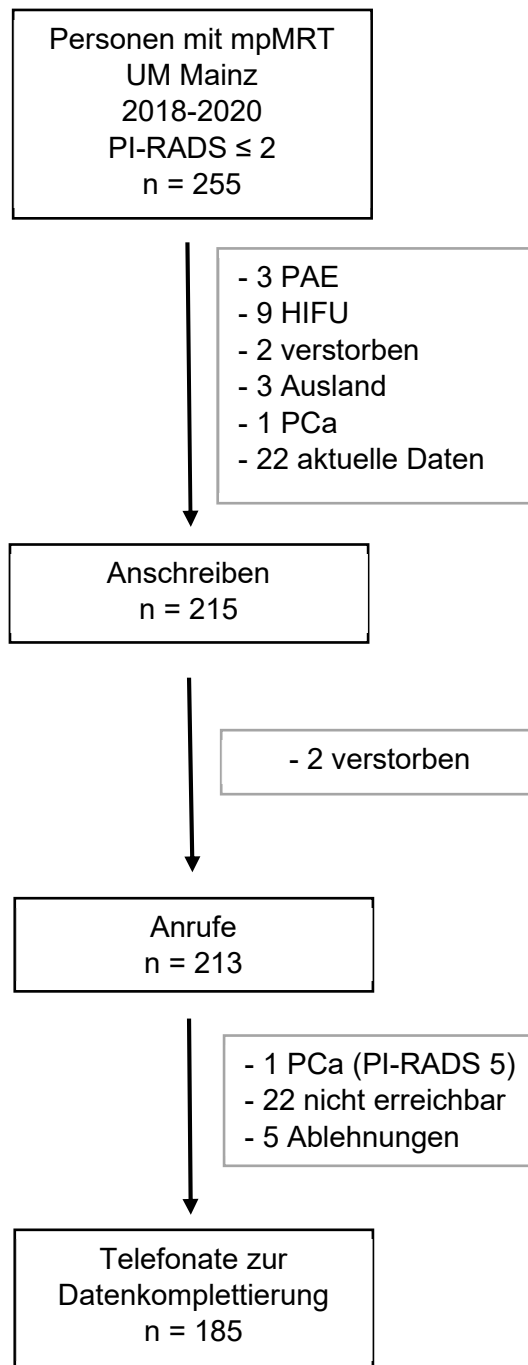 Personen mit mpMRT
UM Mainz
2018-2020
PI-RADS ≤ 2
n = 255
- 3 PAE
- 9 HIFU
- 2 verstorben
- 3 Ausland
- 1 PCa
- 22 aktuelle Daten
Anschreiben
n = 215
- 2 verstorben
Anrufe
n = 213
- 1 PCa (PI-RADS 5)
- 22 nicht erreichbar
- 5 Ablehnungen
Telefonate zur
Datenkomplettierung
n = 185